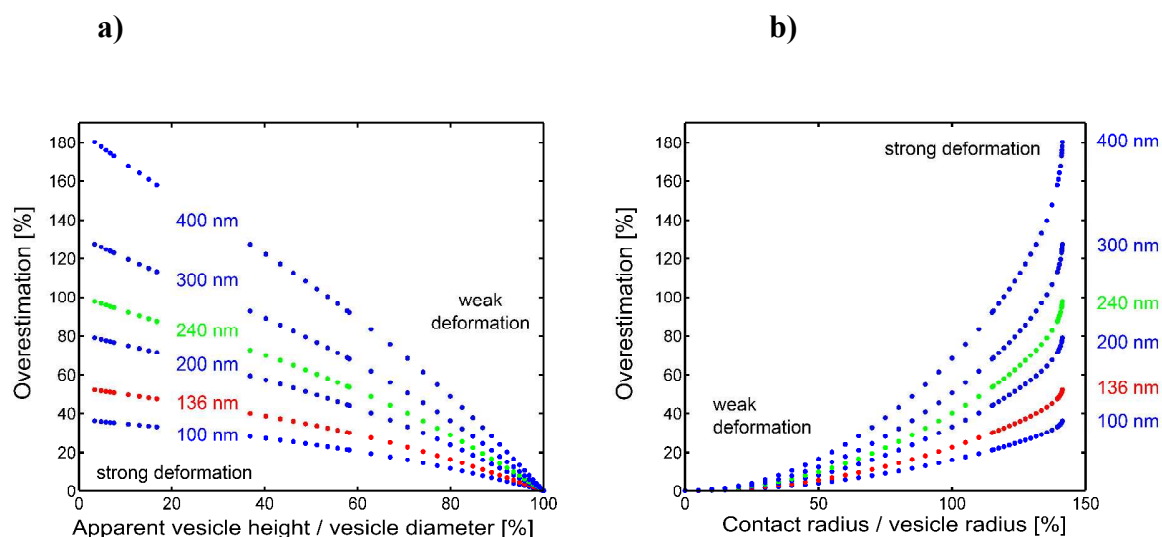 a)
b)
Overestimation [%]
180
160
140
120
100
80
60
40
20
0
400 nm
300 nm
240 nm
200 nm
136 nm
100 nm
weak
deformation
strong deformation
0 20 40 60 80 100
Apparent vesicle height / vesicle diameter [%]
Overestimation [%]
180
160
140
120
100
80
60
40
20
0
strong deformation
weak
deformation
400 nm
300 nm
240 nm
200 nm
136 nm
100 nm
0 50 100 150
Contact radius / vesicle radius [%]